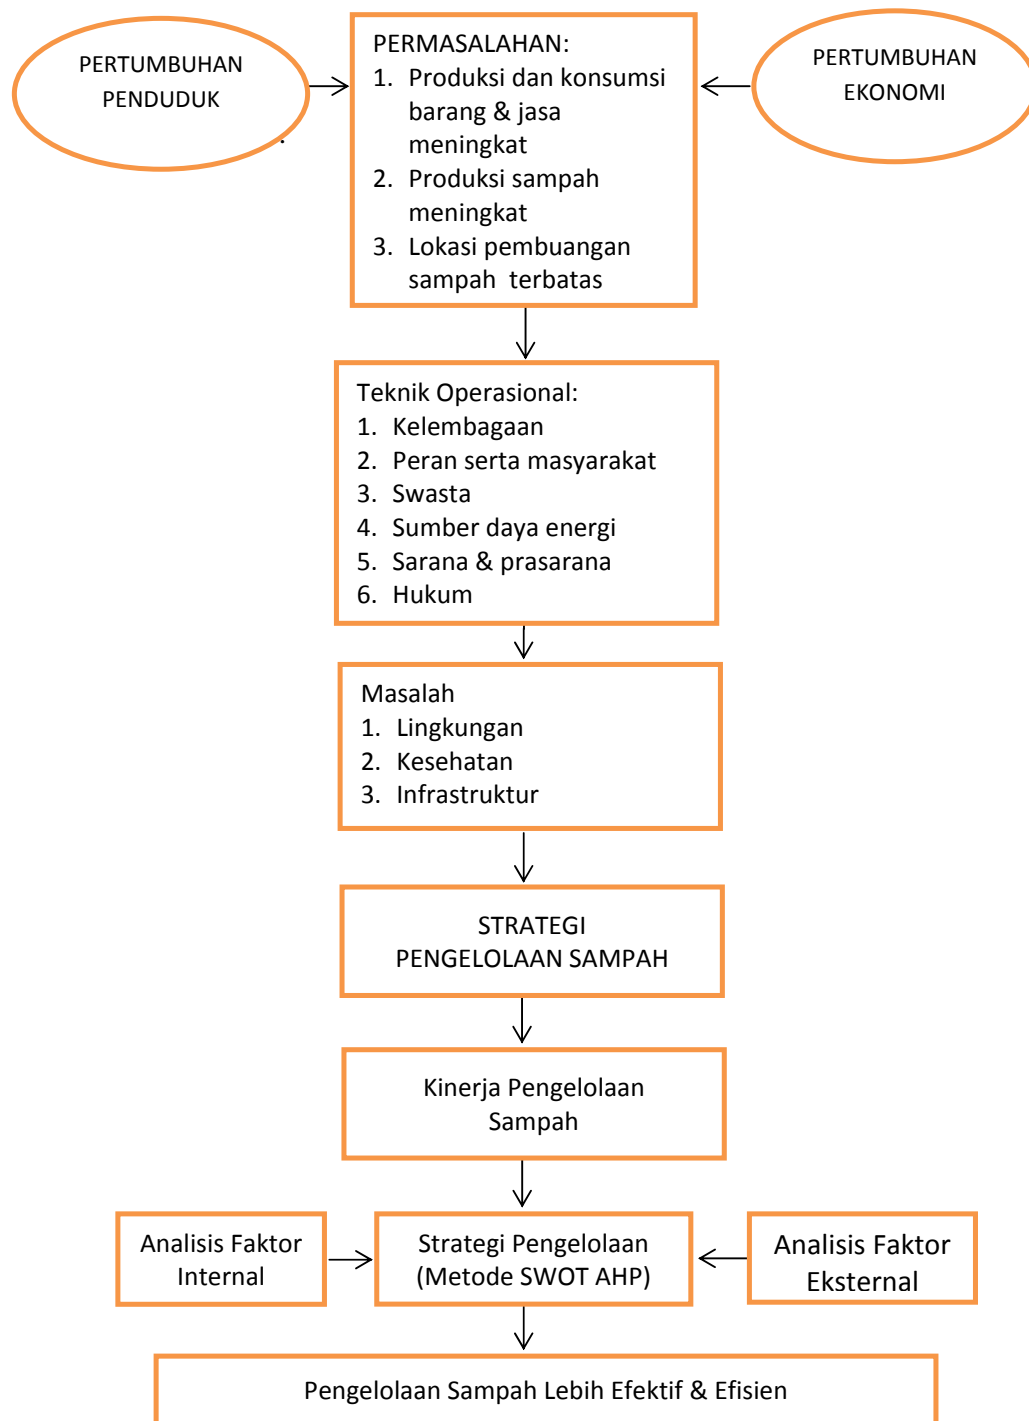 PERTUMBUHAN
PENDUDUK
.
PERMASALAHAN:
1. Produksi dan konsumsi
barang & jasa
meningkat
2. Produksi sampah
meningkat
3. Lokasi pembuangan
sampah terbatas
PERTUMBUHAN
EKONOMI
Teknik Operasional:
1. Kelembagaan
2. Peran serta masyarakat
3. Swasta
4. Sumber daya energi
5. Sarana & prasarana
6. Hukum
Masalah
1. Lingkungan
2. Kesehatan
3. Infrastruktur
STRATEGI
PENGELOLAAN SAMPAH
Kinerja Pengelolaan
Sampah
Analisis Faktor
Internal
Strategi Pengelolaan
(Metode SWOT AHP)
Analisis Faktor
Eksternal
Pengelolaan Sampah Lebih Efektif & Efisien